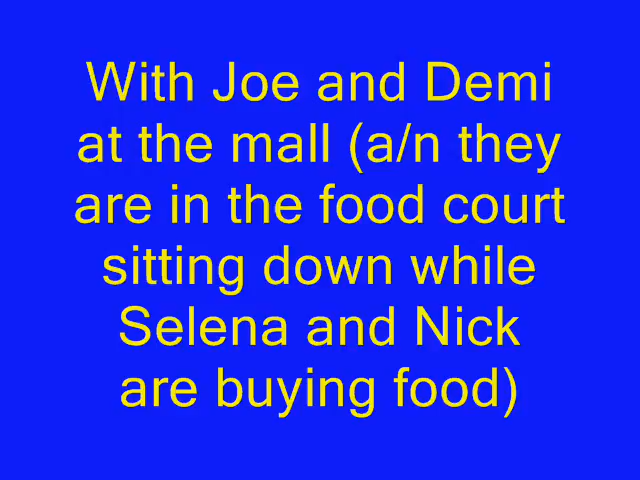 With Joe and Demi
at the mall (a/n they
are in the food court
sitting down while
Selena and Nick
are buying food)